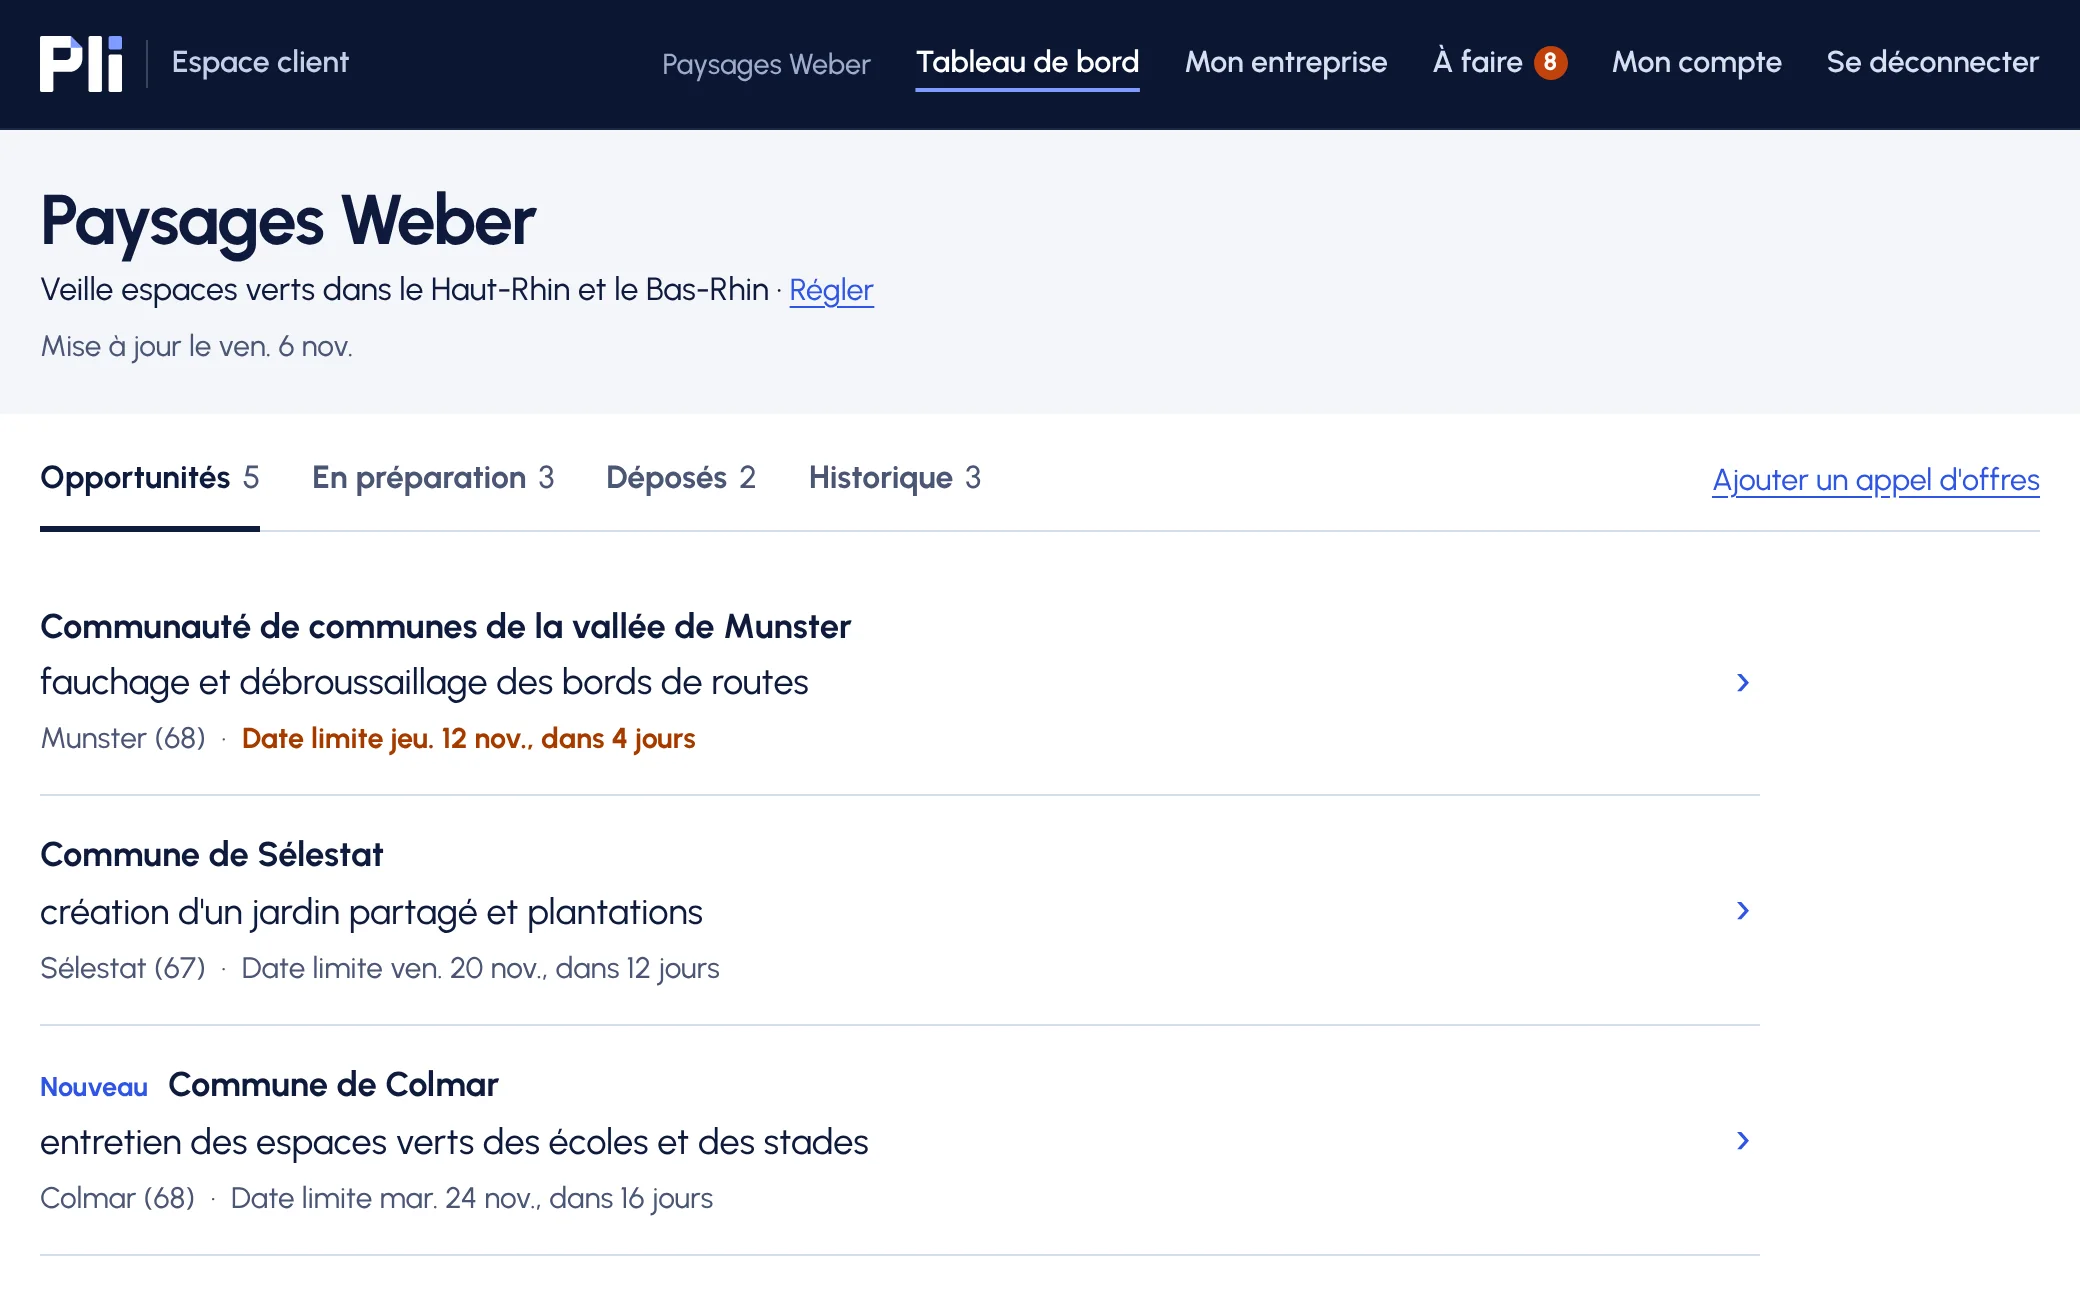 Pli Espace client Paysages Weber Tableau de bord Mon entreprise À faire 8 Mon compte Se déconnecter
Paysages Weber
Veille espaces verts dans le Haut-Rhin et le Bas-Rhin · Régler
Mise à jour le ven. 6 nov.
Opportunités 5 En préparation 3 Déposés 2 Historique 3 Ajouter un appel d'offres
Communauté de communes de la vallée de Munster
fauchage et débroussaillage des bords de routes
Munster (68) · Date limite jeu. 12 nov., dans 4 jours
Commune de Sélestat
création d'un jardin partagé et plantations
Sélestat (67) · Date limite ven. 20 nov., dans 12 jours
Nouveau Commune de Colmar
entretien des espaces verts des écoles et des stades
Colmar (68) · Date limite mar. 24 nov., dans 16 jours